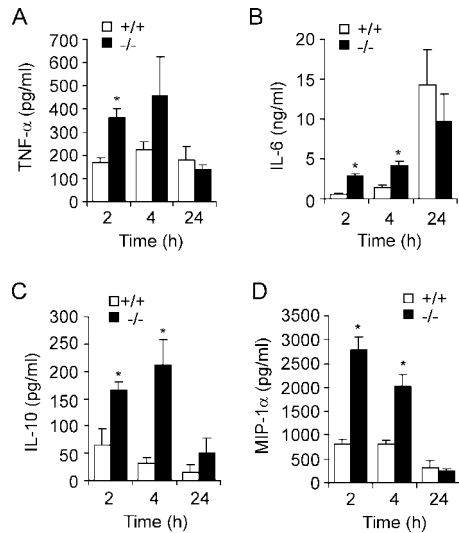 A
+/+
-/-
TNF-α (pg/ml)
700
600
500
400
300
200
100
0
*
2 4 24
Time (h)
B
+/+
-/-
IL-6 (ng/ml)
20
15
10
5
0
* *
2 4 24
Time (h)
C
+/+
-/-
IL-10 (pg/ml)
300
250
200
150
100
50
0
* *
2 4 24
Time (h)
D
+/+
-/-
MIP-1α (pg/ml)
3500
3000
2500
2000
1500
1000
500
0
* *
2 4 24
Time (h)